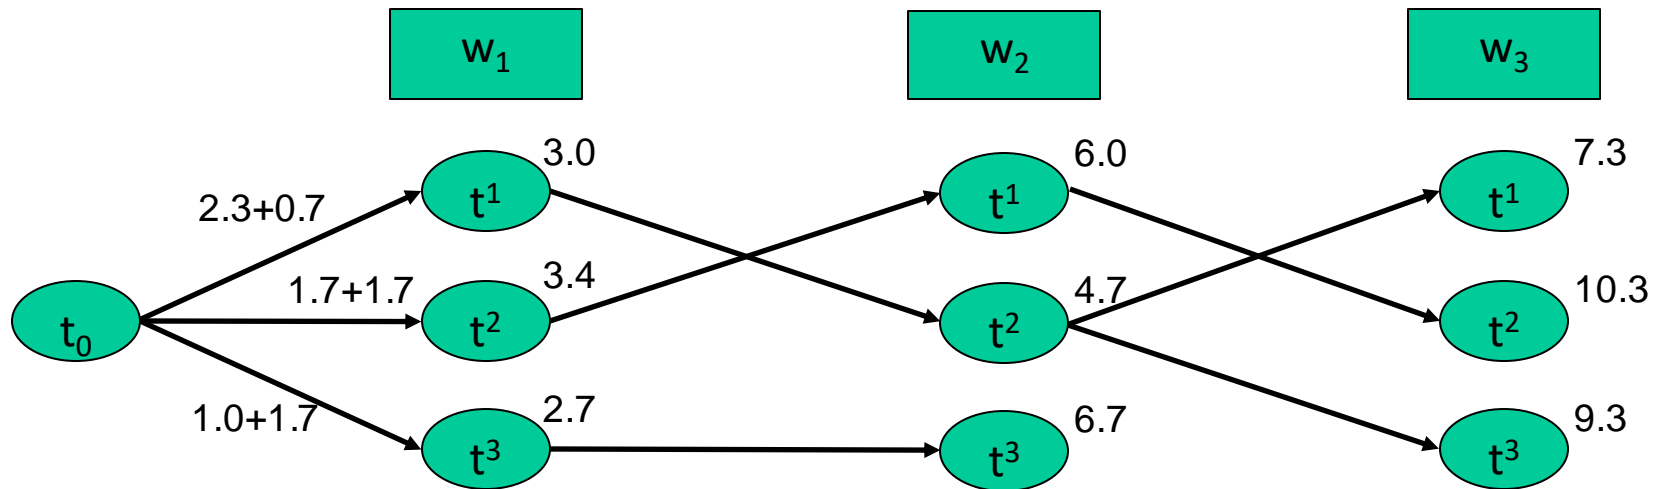 w₁ w₂ w₃
3.0 6.0 7.3
t¹ t¹ t¹
2.3+0.7
3.4 4.7 10.3
1.7+1.7
t₀ t² t² t²
2.7 6.7 9.3
1.0+1.7
t³ t³ t³